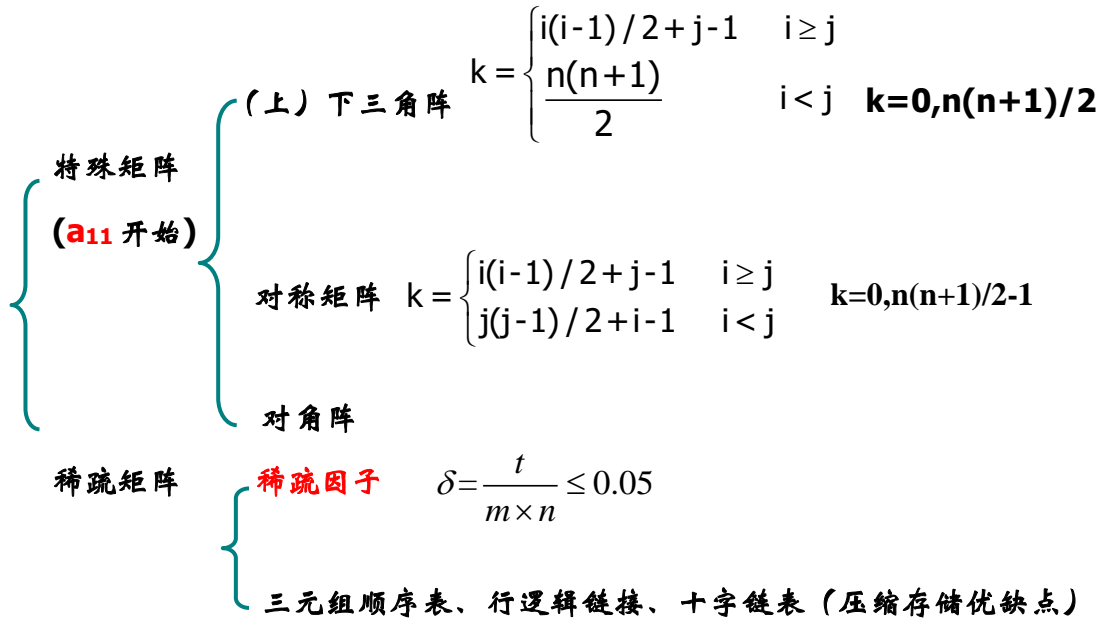 (上)下三角阵 k = { i(i-1)/2+j-1 i ≥ j
n(n+1)/2 i < j k=0,n(n+1)/2
特殊矩阵
(a11 开始)
对称矩阵 k = { i(i-1)/2+j-1 i ≥ j
j(j-1)/2+i-1 i < j k=0,n(n+1)/2-1
对角阵
稀疏矩阵 稀疏因子 δ = t/(m×n) ≤ 0.05
三元组顺序表、行逻辑链接、十字链表(压缩存储优缺点)